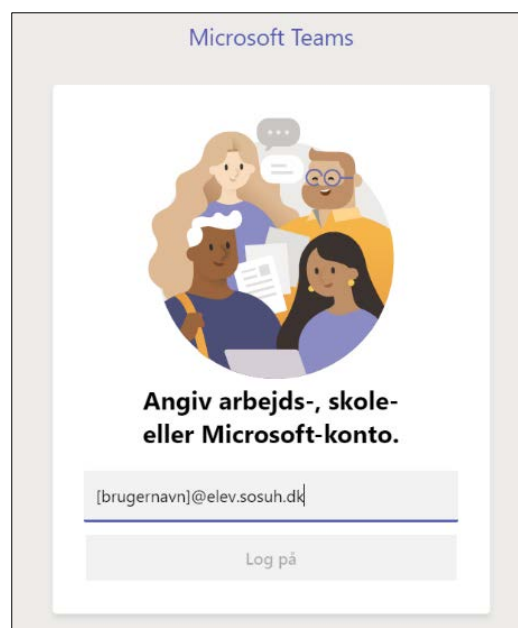 Microsoft Teams
Angiv arbejds-, skole-
eller Microsoft-konto.
[brugernavn]@elev.sosuh.dk
Log på